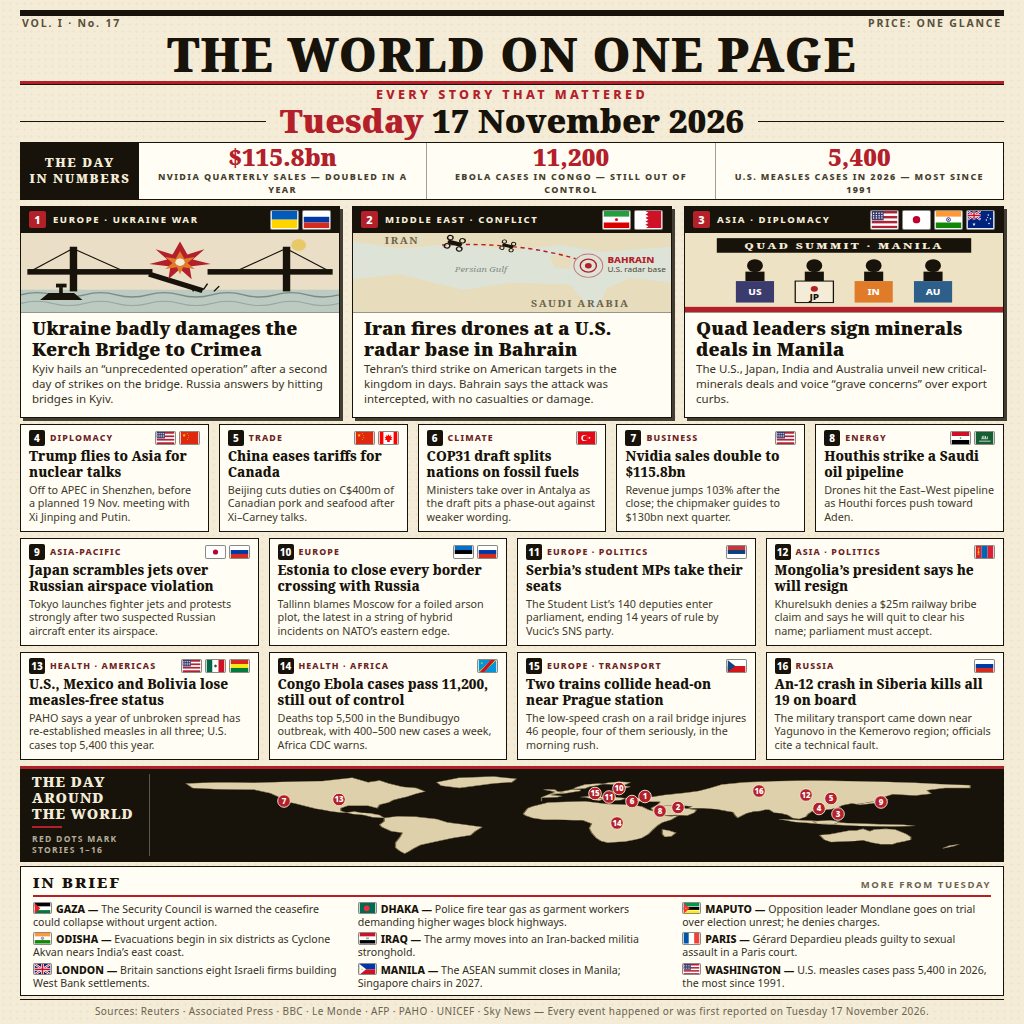 VOL. I · No. 17
PRICE: ONE GLANCE
THE WORLD ON ONE PAGE
EVERY STORY THAT MATTERED
Tuesday 17 November 2026
THE DAY
IN NUMBERS
$115.8bn
NVIDIA QUARTERLY SALES — DOUBLED IN A
YEAR
11,200
EBOLA CASES IN CONGO — STILL OUT OF
CONTROL
5,400
U.S. MEASLES CASES IN 2026 — MOST SINCE
1991
1 EUROPE · UKRAINE WAR
Ukraine badly damages the
Kerch Bridge to Crimea
Kyiv hails an “unprecedented operation” after a second
day of strikes on the bridge. Russia answers by hitting
bridges in Kyiv.
2 MIDDLE EAST · CONFLICT
IRAN
Persian Gulf
BAHRAIN
U.S. radar base
SAUDI ARABIA
Iran fires drones at a U.S.
radar base in Bahrain
Tehran’s third strike on American targets in the
kingdom in days. Bahrain says the attack was
intercepted, with no casualties or damage.
3 ASIA · DIPLOMACY
QUAD SUMMIT · MANILA
US
JP
IN
AU
Quad leaders sign minerals
deals in Manila
The U.S., Japan, India and Australia unveil new critical-
minerals deals and voice “grave concerns” over export
curbs.
4 DIPLOMACY
Trump flies to Asia for
nuclear talks
Off to APEC in Shenzhen, before
a planned 19 Nov. meeting with
Xi Jinping and Putin.
5 TRADE
China eases tariffs for
Canada
Beijing cuts duties on C$400m of
Canadian pork and seafood after
Xi–Carney talks.
6 CLIMATE
COP31 draft splits
nations on fossil fuels
Ministers take over in Antalya as
the draft pits a phase-out against
weaker wording.
7 BUSINESS
Nvidia sales double to
$115.8bn
Revenue jumps 103% after the
close; the chipmaker guides to
$130bn next quarter.
8 ENERGY
Houthis strike a Saudi
oil pipeline
Drones hit the East–West pipeline
as Houthi forces push toward
Aden.
9 ASIA-PACIFIC
Japan scrambles jets over
Russian airspace violation
Tokyo launches fighter jets and protests
strongly after two suspected Russian
aircraft enter its airspace.
10 EUROPE
Estonia to close every border
crossing with Russia
Tallinn blames Moscow for a foiled arson
plot, the latest in a string of hybrid
incidents on NATO’s eastern edge.
11 EUROPE · POLITICS
Serbia’s student MPs take their
seats
The Student List’s 140 deputies enter
parliament, ending 14 years of rule by
Vucic’s SNS party.
12 ASIA · POLITICS
Mongolia’s president says he
will resign
Khurelsukh denies a $25m railway bribe
claim and says he will quit to clear his
name; parliament must accept.
13 HEALTH · AMERICAS
U.S., Mexico and Bolivia lose
measles-free status
PAHO says a year of unbroken spread has
re-established measles in all three; U.S.
cases top 5,400 this year.
14 HEALTH · AFRICA
Congo Ebola cases pass 11,200,
still out of control
Deaths top 5,500 in the Bundibugyo
outbreak, with 400–500 new cases a week,
Africa CDC warns.
15 EUROPE · TRANSPORT
Two trains collide head-on
near Prague station
The low-speed crash on a rail bridge injures
46 people, four of them seriously, in the
morning rush.
16 RUSSIA
An-12 crash in Siberia kills all
19 on board
The military transport came down near
Yagunovo in the Kemerovo region; officials
cite a technical fault.
THE DAY
AROUND
THE WORLD
RED DOTS MARK
STORIES 1–16
7 13 15 11 10 6 1 8 2 14 16 12 5 4 3 9
IN BRIEF
MORE FROM TUESDAY
GAZA — The Security Council is warned the ceasefire
could collapse without urgent action.
ODISHA — Evacuations begin in six districts as Cyclone
Akvan nears India’s east coast.
LONDON — Britain sanctions eight Israeli firms building
West Bank settlements.
DHAKA — Police fire tear gas as garment workers
demanding higher wages block highways.
IRAQ — The army moves into an Iran-backed militia
stronghold.
MANILA — The ASEAN summit closes in Manila;
Singapore chairs in 2027.
MAPUTO — Opposition leader Mondlane goes on trial
over election unrest; he denies charges.
PARIS — Gérard Depardieu pleads guilty to sexual
assault in a Paris court.
WASHINGTON — U.S. measles cases pass 5,400 in 2026,
the most since 1991.
Sources: Reuters · Associated Press · BBC · Le Monde · AFP · PAHO · UNICEF · Sky News — Every event happened or was first reported on Tuesday 17 November 2026.